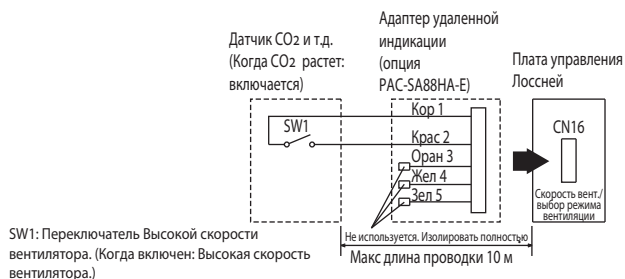 Датчик CO2 и т.д.
(Когда CO2 растет:
включается)
Адаптер удаленной
индикации
(опция
PAC-SA88HA-E)
Плата управления
Лоссней
SW1
Кор 1
Крас 2
Оран 3
Жел 4
Зел 5
CN16
Скорость вент./
выбор режима
вентиляции
Не используется. Изолировать полностью
Макс длина проводки 10 м
SW1: Переключатель Высокой скорости
вентилятора. (Когда включен: Высокая скорость
вентилятора.)